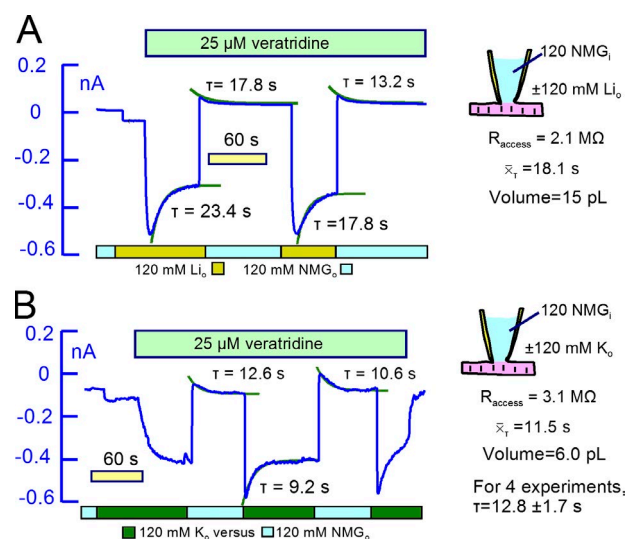 A
25 µM veratridine
0.2
nA
0
-0.2
-0.4
-0.6
τ = 17.8 s
τ = 13.2 s
60 s
τ = 23.4 s
τ =17.8 s
120 mM Liₒ
120 mM NMGₒ
120 NMGᵢ
±120 mM Liₒ
Rₐccess = 2.1 MΩ
x̄τ =18.1 s
Volume=15 pL
B
25 µM veratridine
0.2
nA
0
-0.2
-0.4
-0.6
τ = 12.6 s
τ = 10.6 s
60 s
τ = 9.2 s
120 mM Kₒ versus
120 mM NMGₒ
120 NMGᵢ
±120 mM Kₒ
Rₐccess = 3.1 MΩ
x̄τ =11.5 s
Volume=6.0 pL
For 4 experiments,
τ=12.8 ±1.7 s